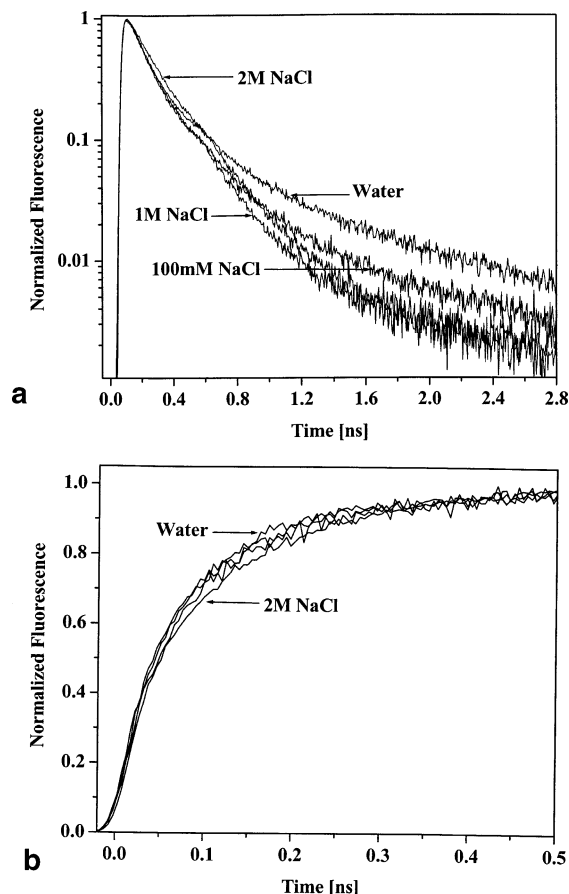 1
2M NaCl
Normalized Fluorescence
0.1
Water
1M NaCl
0.01
100mM NaCl
a
0.0 0.4 0.8 1.2 1.6 2.0 2.4 2.8
Time [ns]
1.0
Water
0.8
Normalized Fluorescence
0.6
2M NaCl
0.4
0.2
0.0
b
0.0 0.1 0.2 0.3 0.4 0.5
Time [ns]